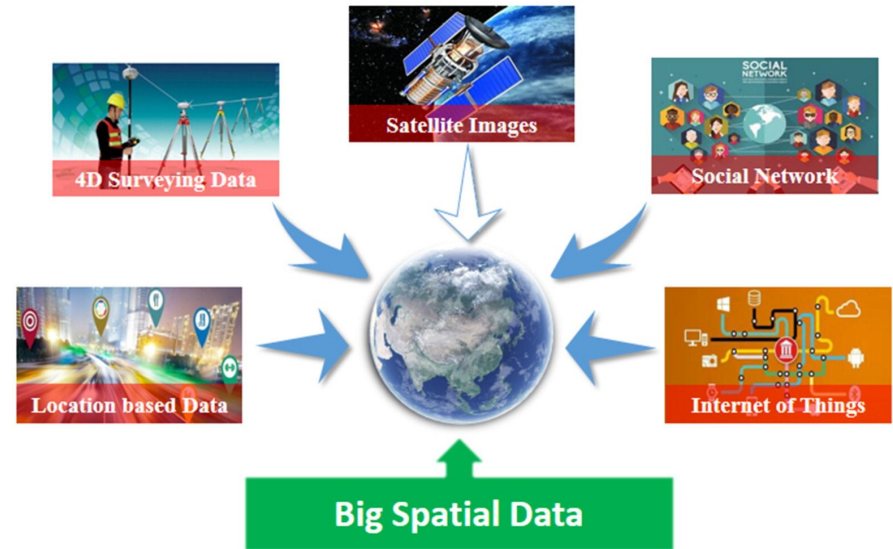 Satellite Images
4D Surveying Data
SOCIAL
NETWORK
Social Network
Location based Data
Internet of Things
Big Spatial Data